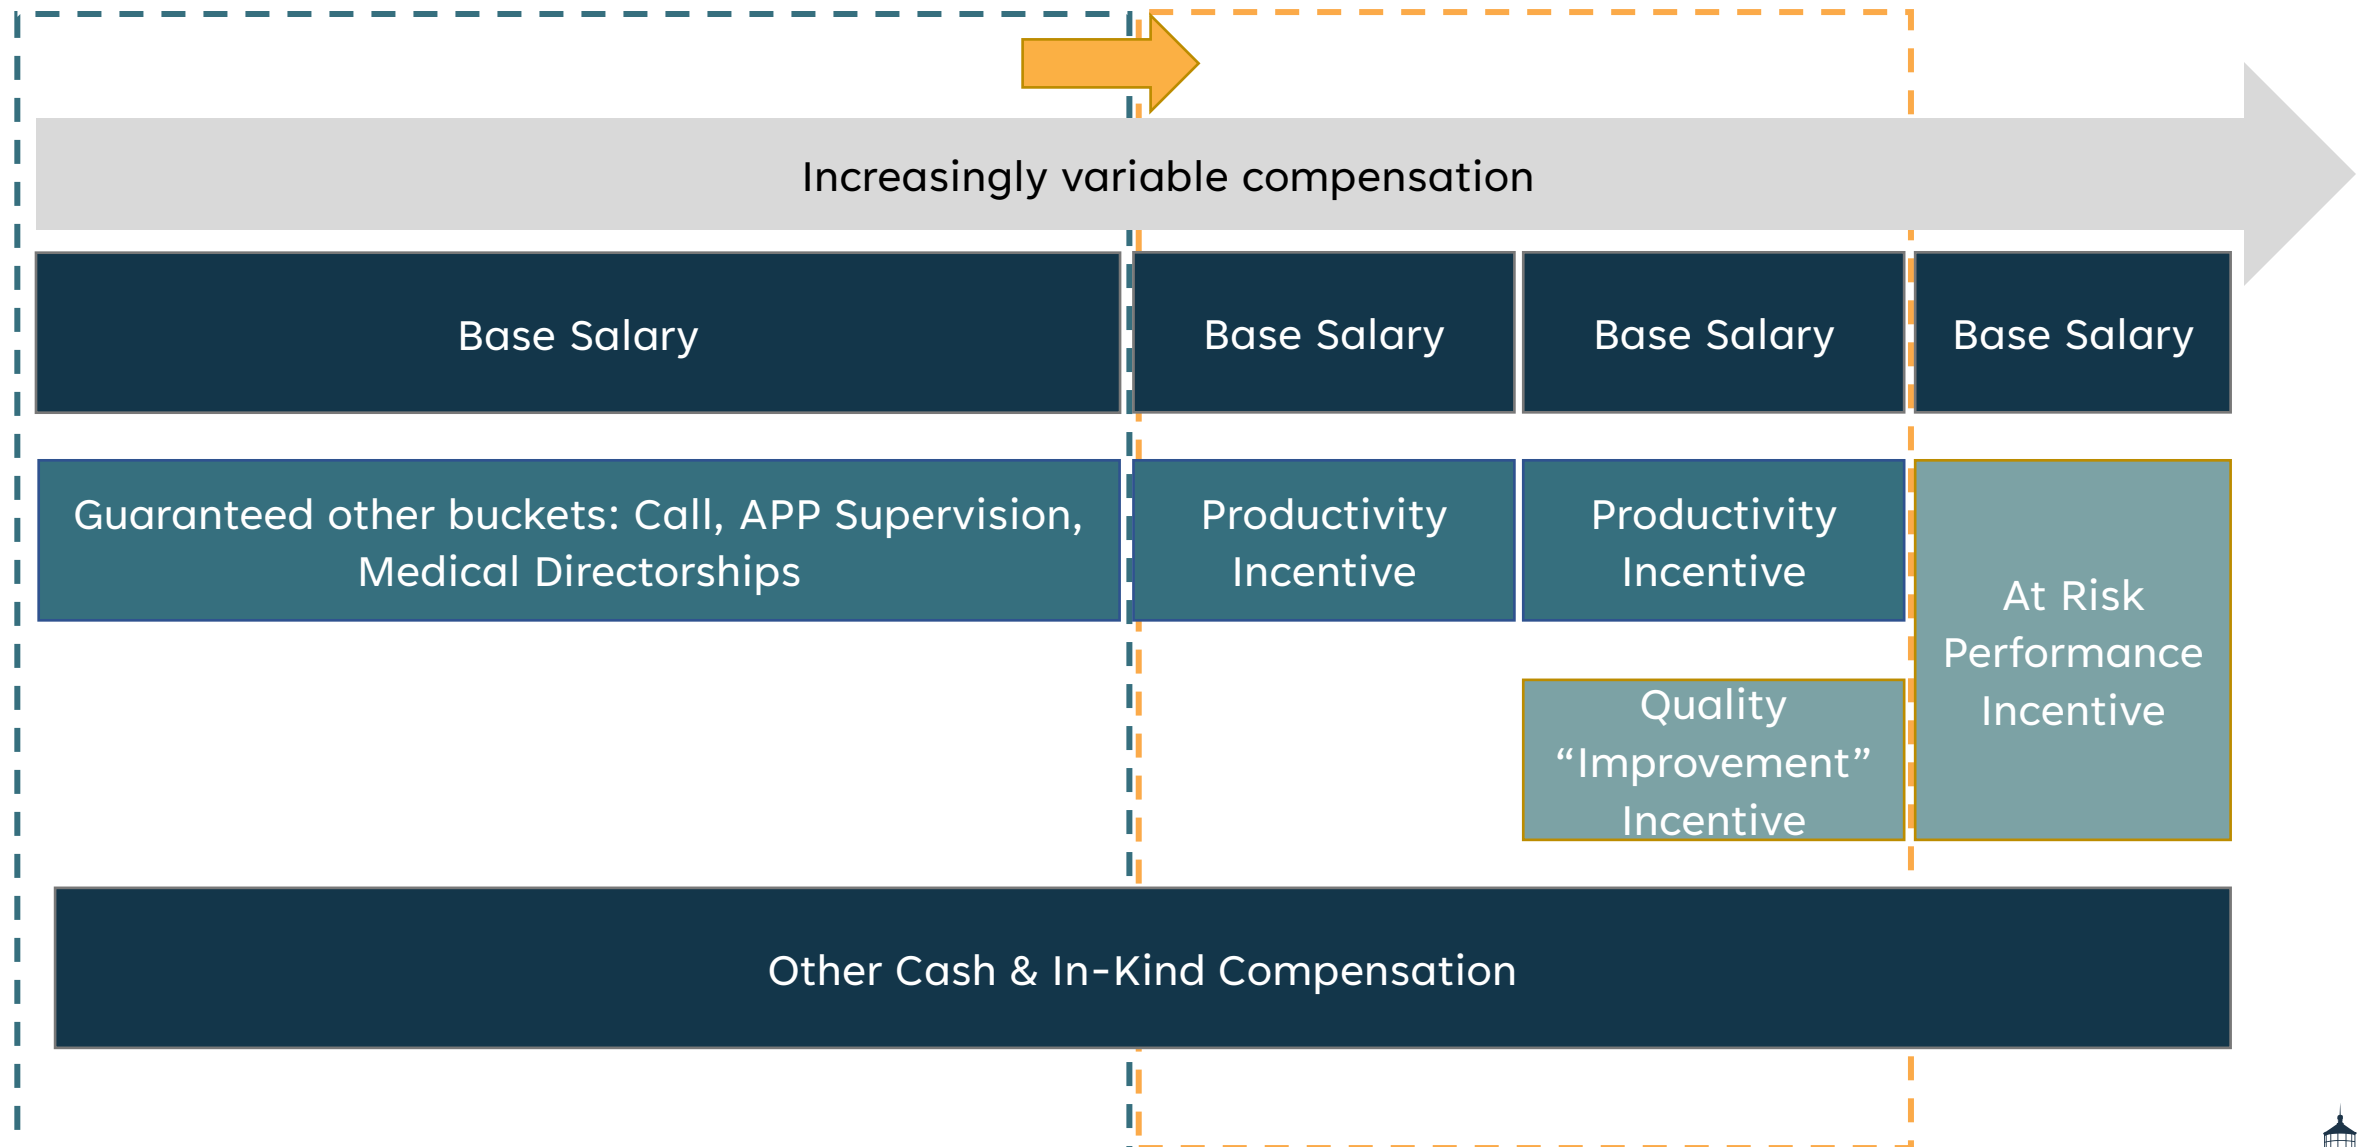 Increasingly variable compensation
Base Salary
Base Salary
Base Salary
Base Salary
Guaranteed other buckets: Call, APP Supervision,
Medical Directorships
Productivity
Incentive
Productivity
Incentive
At Risk
Performance
Incentive
Quality
“Improvement”
Incentive
Other Cash & In-Kind Compensation